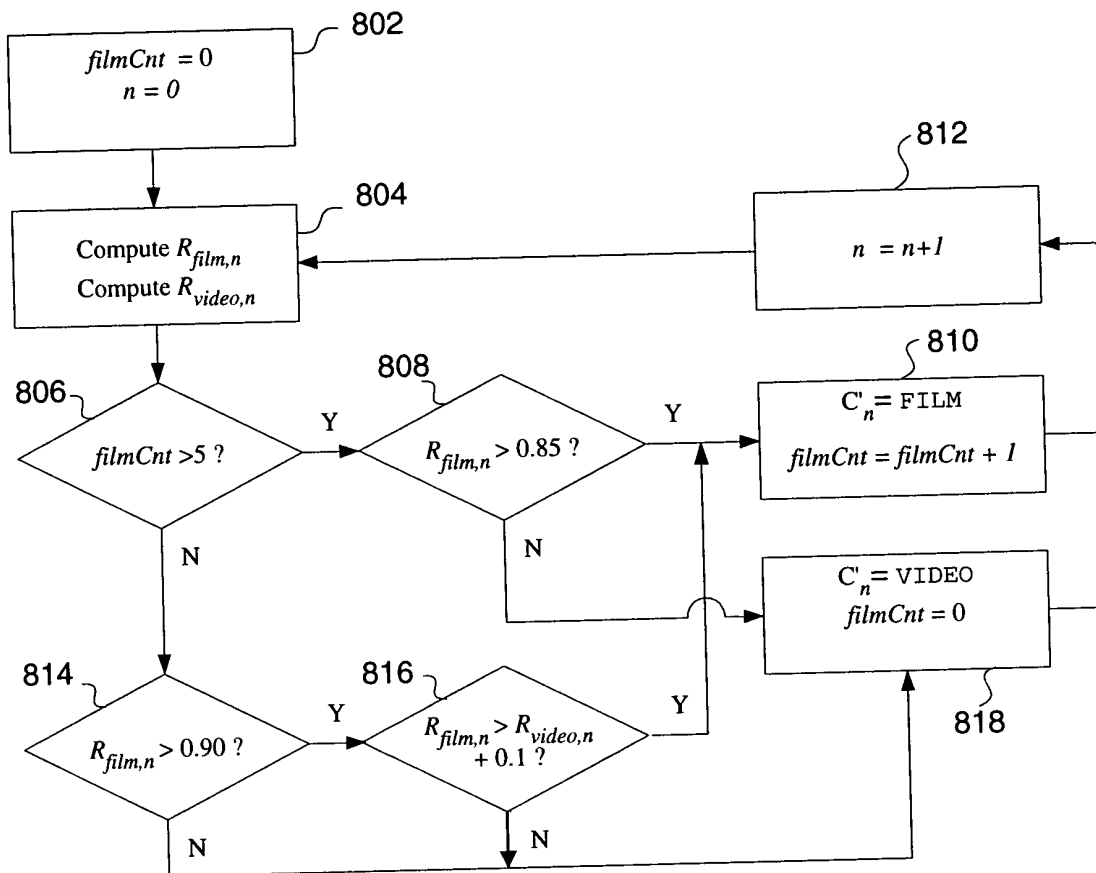 802
filmCnt = 0
n = 0
812
n = n+1
804
Compute R_film,n
Compute R_video,n
806
filmCnt >5 ?
Y
N
808
R_film,n > 0.85 ?
Y
N
810
C'_n = FILM
filmCnt = filmCnt + 1
C'_n = VIDEO
filmCnt = 0
818
814
R_film,n > 0.90 ?
Y
N
816
R_film,n > R_video,n
+ 0.1 ?
Y
N